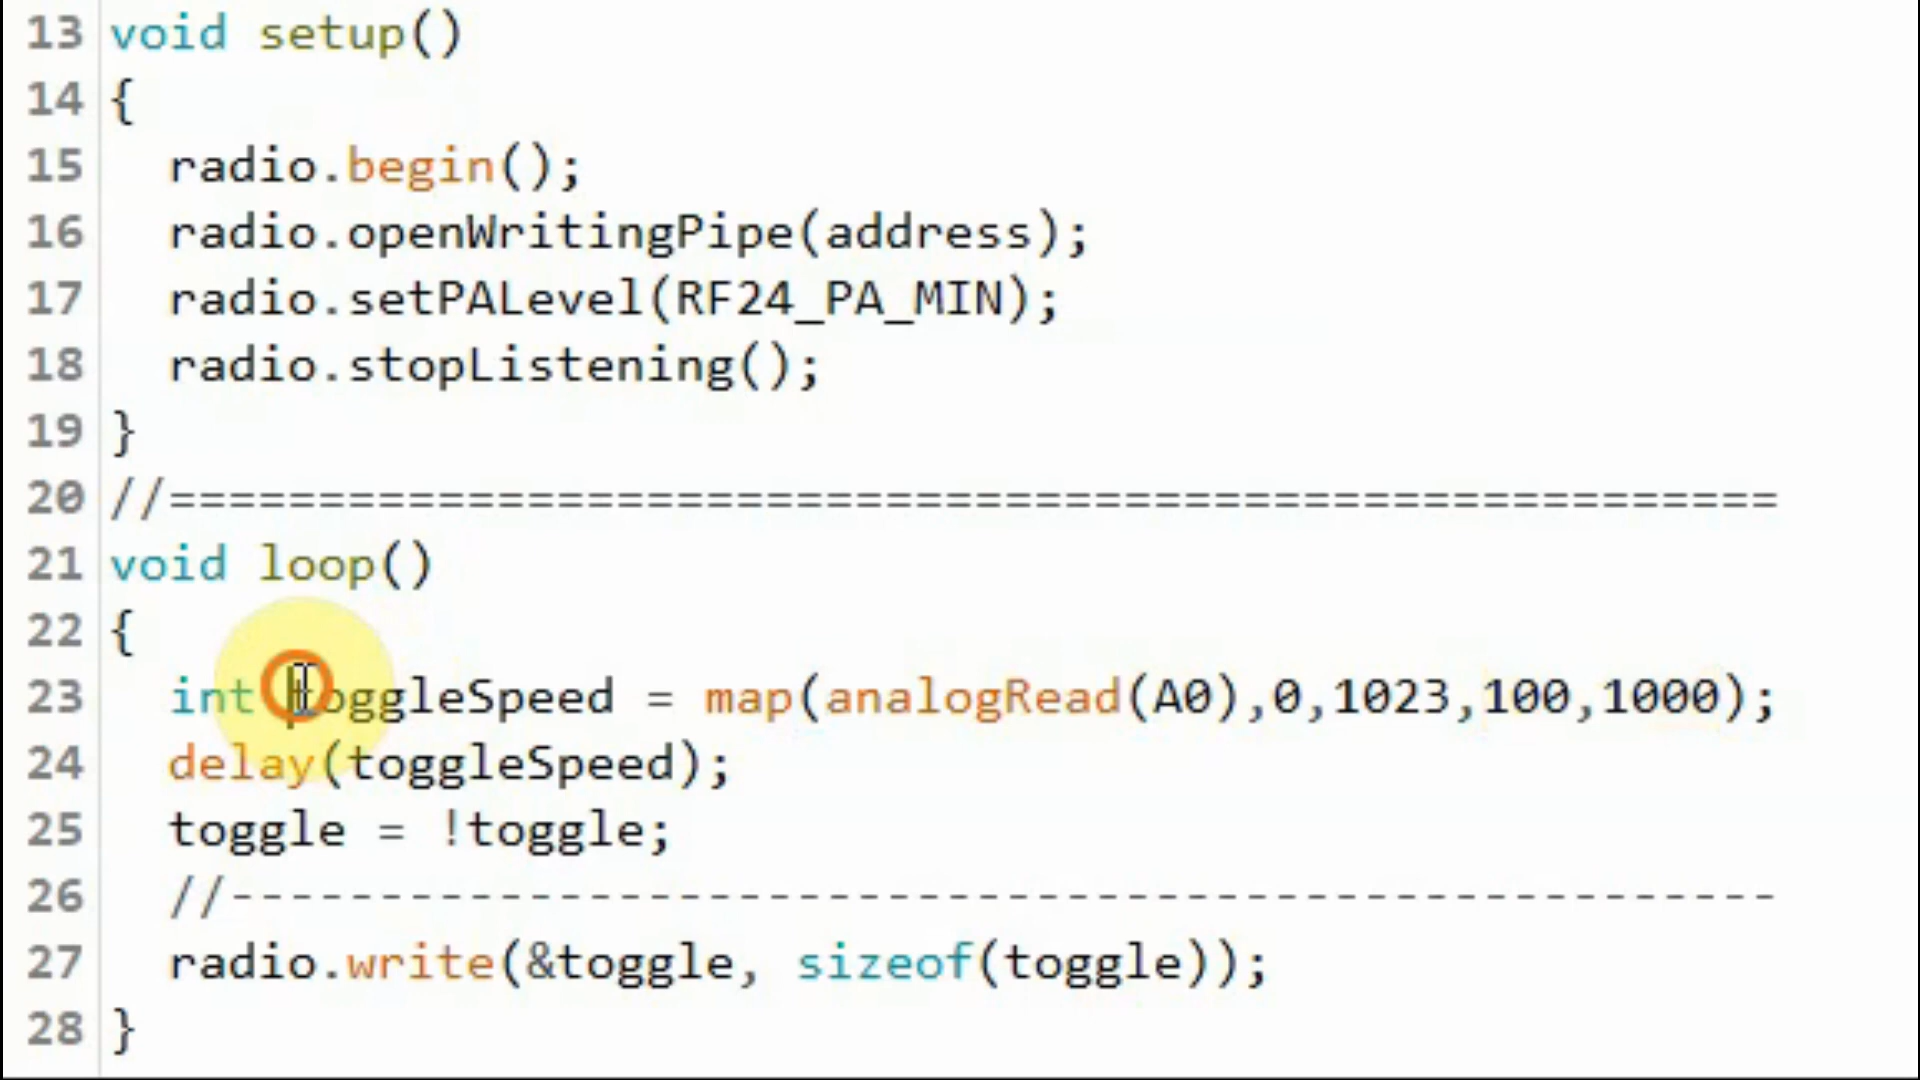 13 void setup()
14 {
15 radio.begin();
16 radio.openWritingPipe(address);
17 radio.setPALevel(RF24_PA_MIN);
18 radio.stopListening();
19 }
20 //======================================================
21 void loop()
22 {
23 int toggleSpeed = map(analogRead(A0),0,1023,100,1000);
24 delay(toggleSpeed);
25 toggle = !toggle;
26 //----------------------------------------------------
27 radio.write(&toggle, sizeof(toggle));
28 }